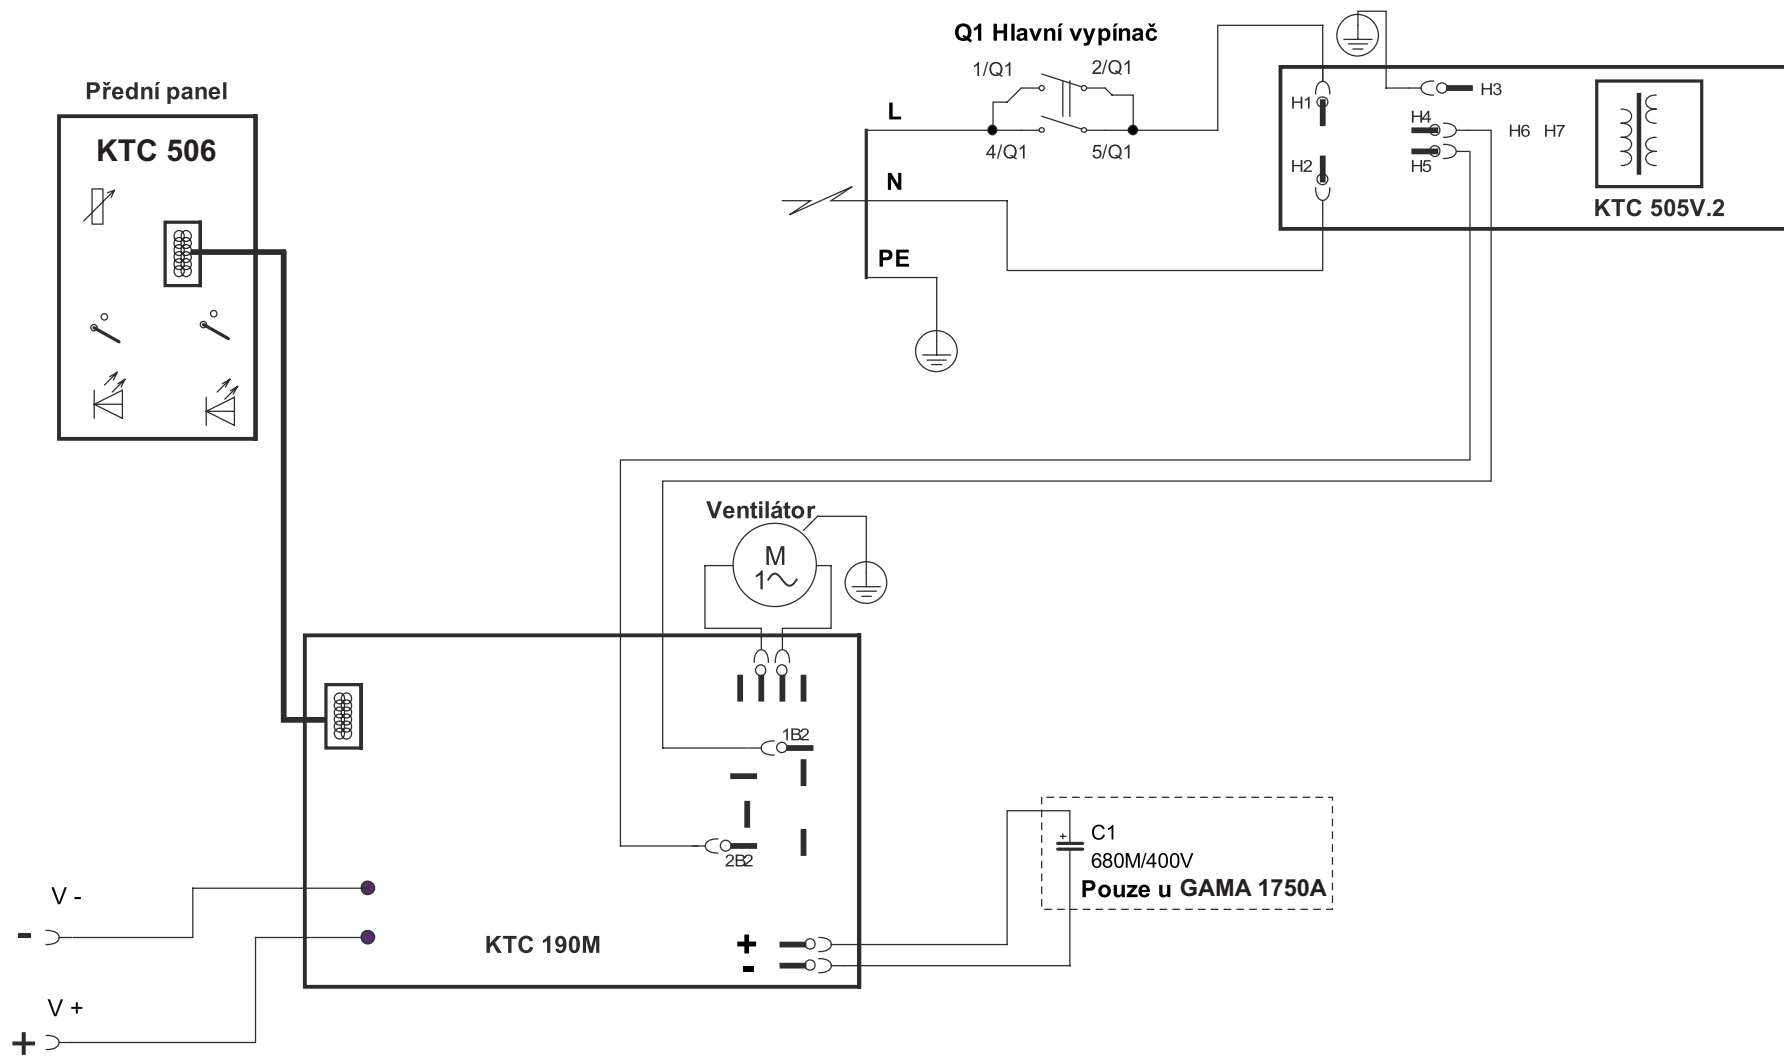 Q1 Hlavní vypínač
1/Q1
2/Q1
L
4/Q1
5/Q1
N
PE
H1
H2
H3
H4
H5
H6
H7
KTC 505V.2
Přední panel
KTC 506
Ventilátor
M
1
1B2
2B2
C1
+
680M/400V
Pouze u GAMA 1750A
V -
-
KTC 190M
+
-
V +
+